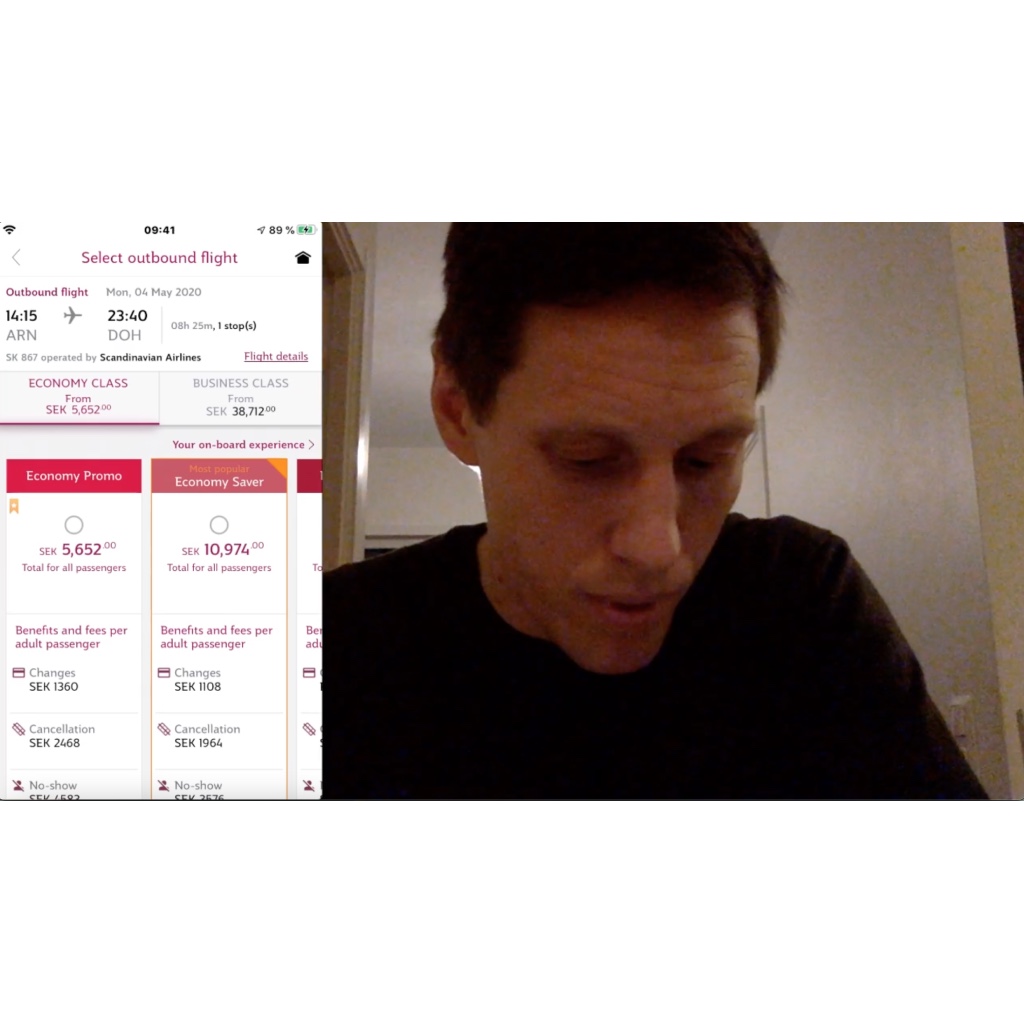 09:41
89 %
Select outbound flight
Outbound flight Mon, 04 May 2020
14:15 23:40
ARN DOH
08h 25m, 1 stop(s)
SK 867 operated by Scandinavian Airlines Flight details
ECONOMY CLASS
From
SEK 5,652.00
BUSINESS CLASS
From
SEK 38,712.00
Your on-board experience >
Economy Promo
SEK 5,652.00
Total for all passengers
Benefits and fees per
adult passenger
Changes
SEK 1360
Cancellation
SEK 2468
No-show
SEK 4583
Most popular
Economy Saver
SEK 10,974.00
Total for all passengers
Benefits and fees per
adult passenger
Changes
SEK 1108
Cancellation
SEK 1964
No-show
SEK 3576